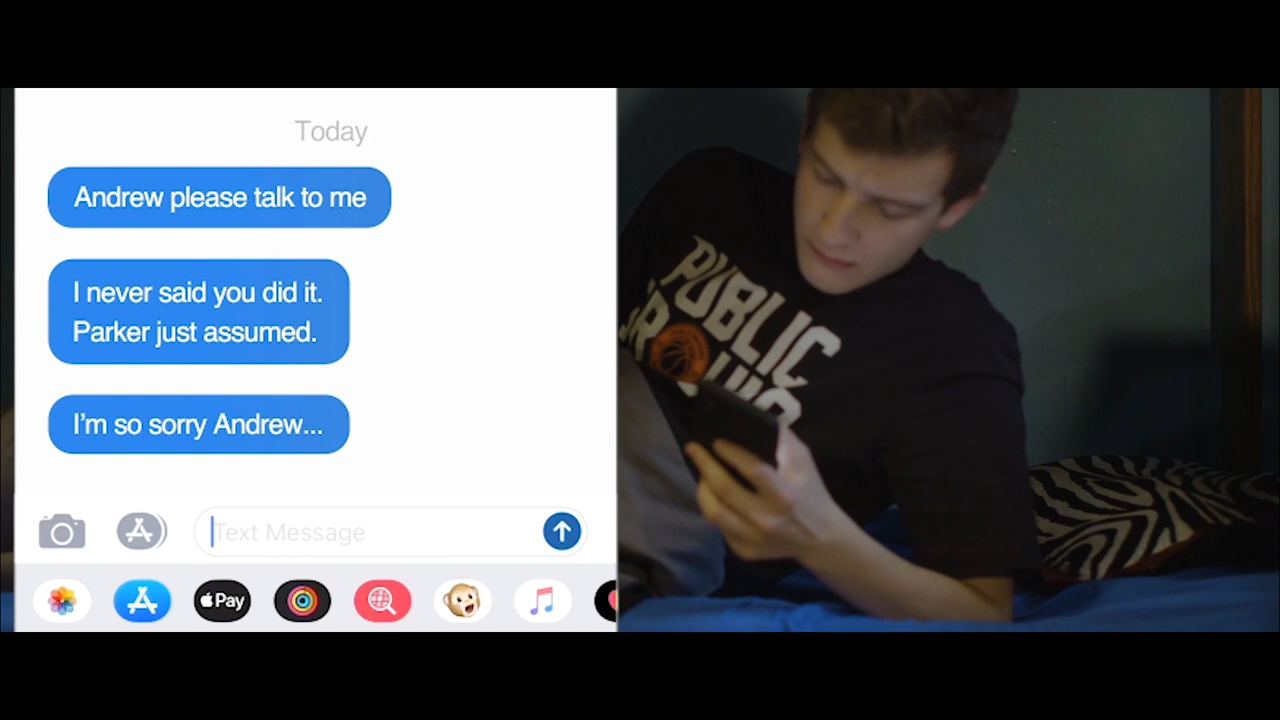 Today
Andrew please talk to me
I never said you did it.
Parker just assumed.
I'm so sorry Andrew...
Text Message
Pay
PUBLIC